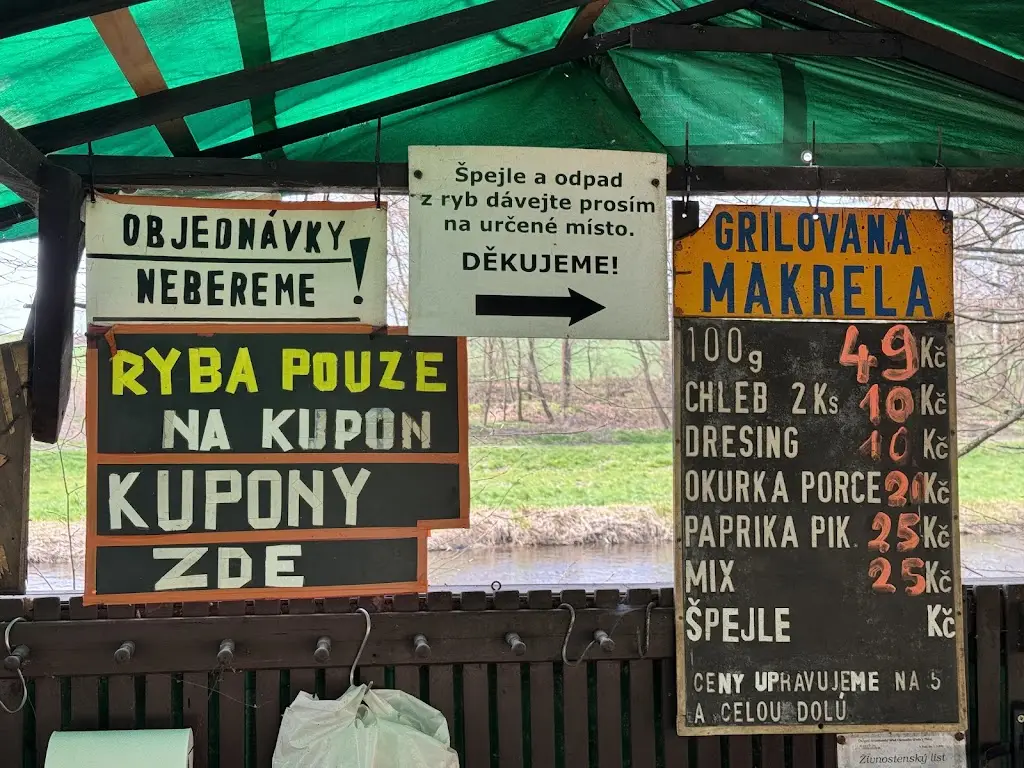 OBJEDNÁVKY
NEBEREME !
RYBA POUZE
NA KUPON
KUPONY
ZDE
Špejle a odpad
z ryb dávejte prosím
na určené místo.
DĚKUJEME!
GRILOVANÁ
MAKRELA
100g 49 Kč
CHLEB 2 Ks 10 Kč
DRESING 10 Kč
OKURKA PORCE Kč
PAPRIKA PIK. 25 Kč
MIX 25 Kč
ŠPEJLE Kč
CENY UPRAVUJEME NA 5
A CELOU DOLŮ
Živnostenský list